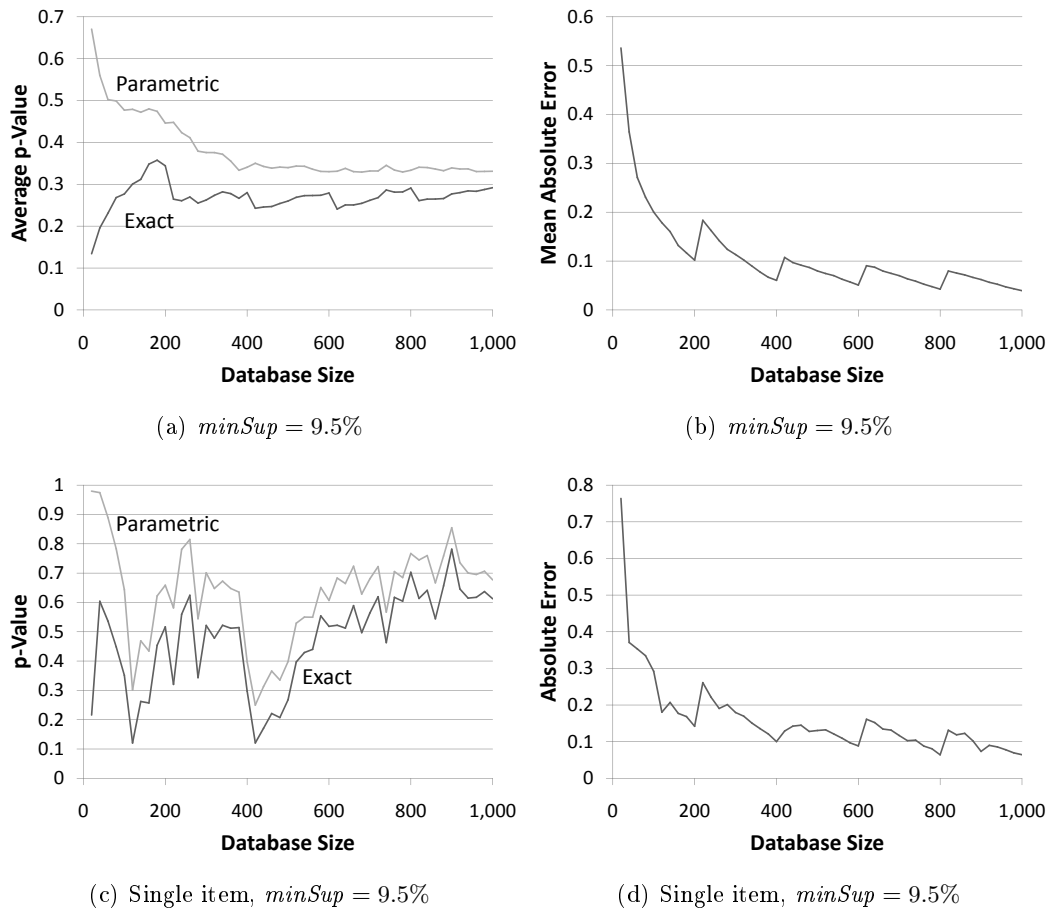 0.7
0.6
0.5
0.4
0.3
0.2
0.1
0
Average p-Value
Parametric
Exact
0 200 400 600 800 1,000
Database Size
(a) minSup = 9.5%
0.6
0.5
0.4
0.3
0.2
0.1
0
Mean Absolute Error
0 200 400 600 800 1,000
Database Size
(b) minSup = 9.5%
1
0.9
0.8
0.7
0.6
0.5
0.4
0.3
0.2
0.1
0
p-Value
Parametric
Exact
0 200 400 600 800 1,000
Database Size
(c) Single item, minSup = 9.5%
0.8
0.7
0.6
0.5
0.4
0.3
0.2
0.1
0
Absolute Error
0 200 400 600 800 1,000
Database Size
(d) Single item, minSup = 9.5%